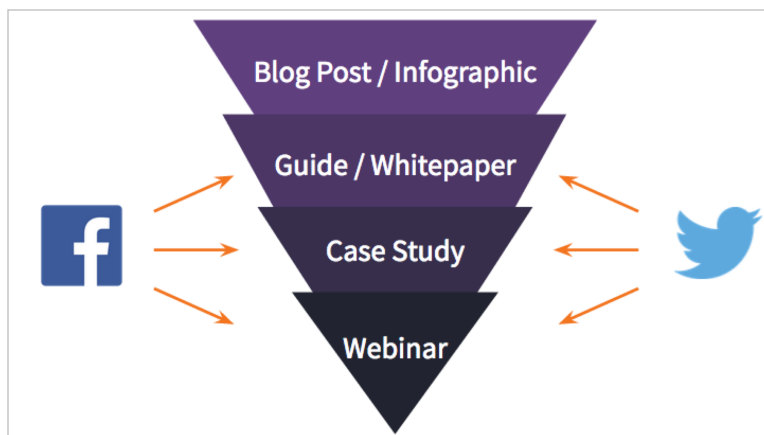 Blog Post / Infographic
Guide / Whitepaper
Case Study
Webinar